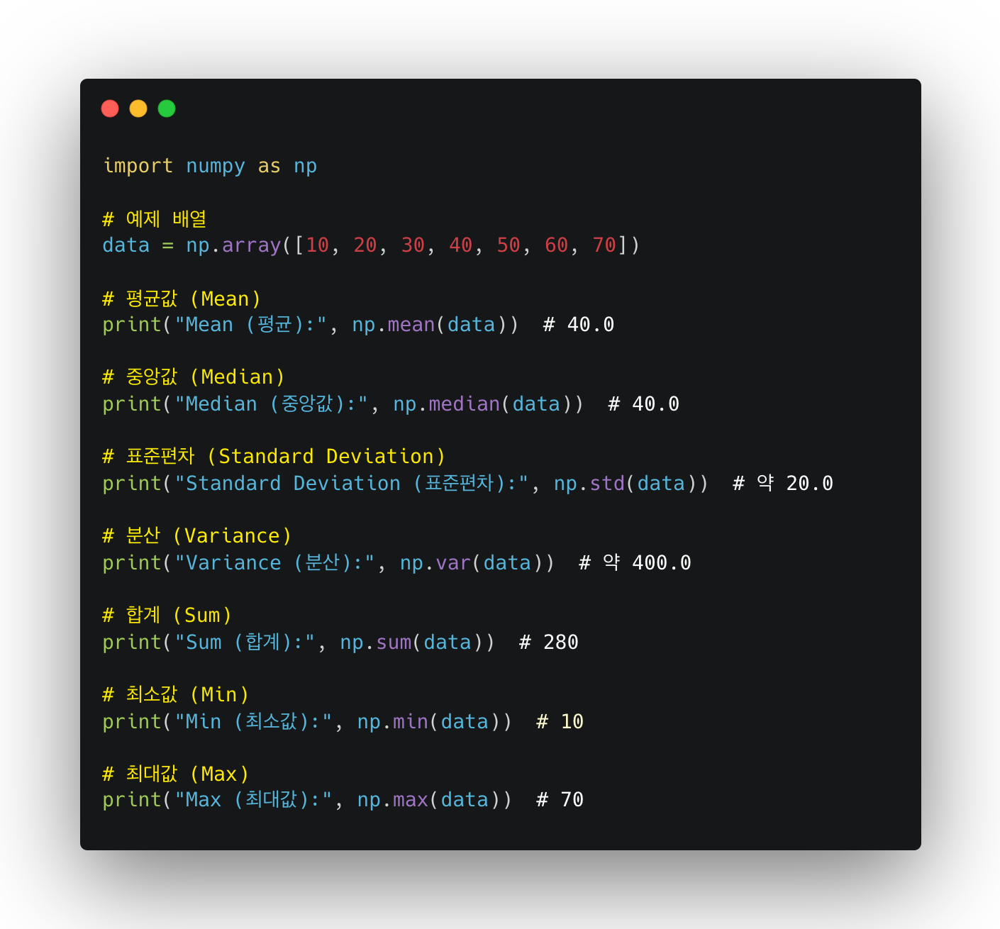 import numpy as np
# 예제 배열
data = np.array([10, 20, 30, 40, 50, 60, 70])
# 평균값 (Mean)
print("Mean (평균):", np.mean(data))  # 40.0
# 중앙값 (Median)
print("Median (중앙값):", np.median(data))  # 40.0
# 표준편차 (Standard Deviation)
print("Standard Deviation (표준편차):", np.std(data))  # 약 20.0
# 분산 (Variance)
print("Variance (분산):", np.var(data))  # 약 400.0
# 합계 (Sum)
print("Sum (합계):", np.sum(data))  # 280
# 최소값 (Min)
print("Min (최소값):", np.min(data))  # 10
# 최대값 (Max)
print("Max (최대값):", np.max(data))  # 70